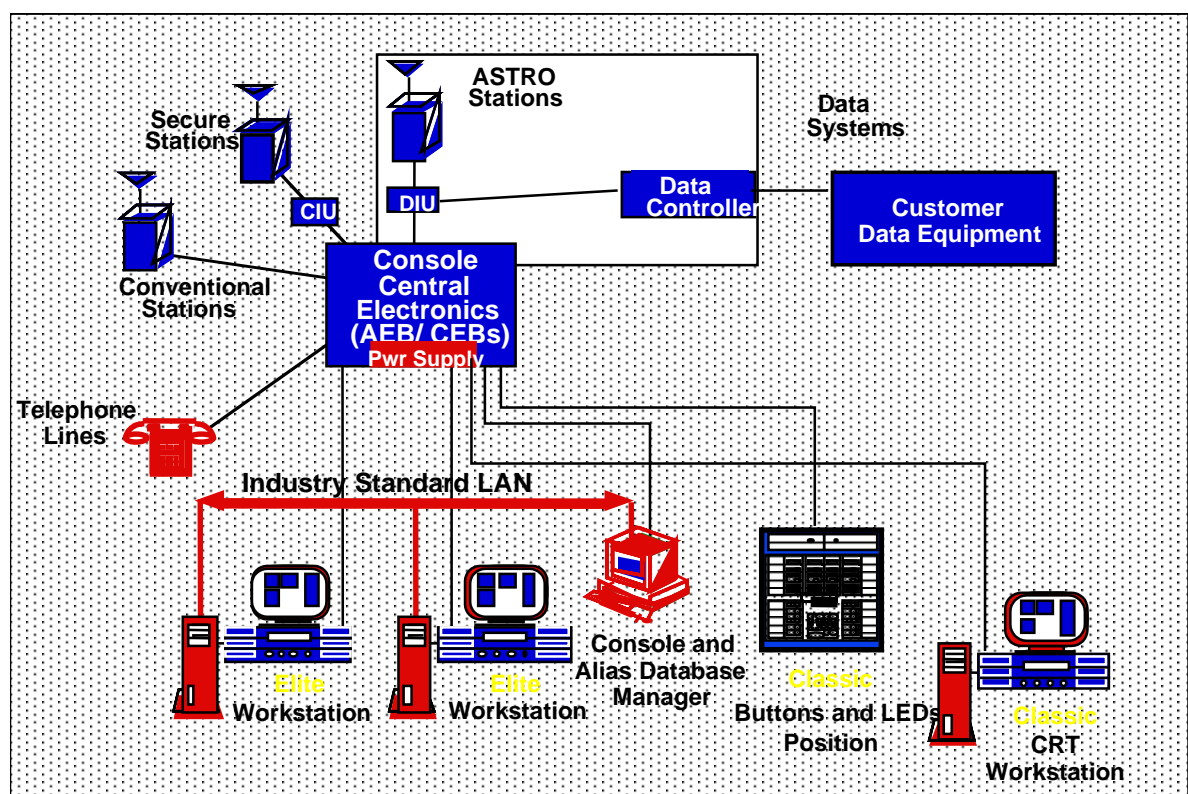 ASTRO
Stations
Data
Systems
Secure
Stations
CIU
DIU
Data
Controller
Customer
Data Equipment
Console
Central
Electronics
(AEB/ CEBs)
Pwr Supply
Conventional
Stations
Telephone
Lines
Industry Standard LAN
Elite
Workstation
Elite
Workstation
Console and
Alias Database
Manager
Classic
Buttons and LEDs
Position
Classic
CRT
Workstation